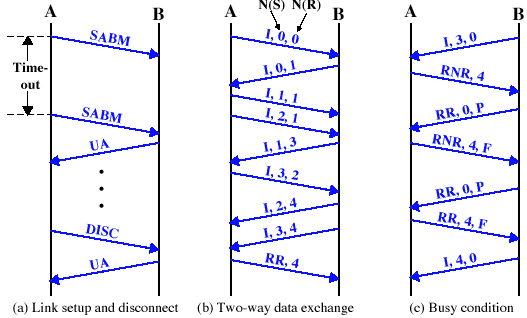 A B
SABM
Time-
out
SABM
UA
DISC
UA
(a) Link setup and disconnect
N(S) N(R)
A B
I, 0, 0
I, 0, 1
I, 1, 1
I, 2, 1
I, 1, 3
I, 3, 2
I, 2, 4
I, 3, 4
RR, 4
(b) Two-way data exchange
A B
I, 3, 0
RNR, 4
RR, 0, P
RNR, 4, F
RR, 0, P
RR, 4, F
I, 4, 0
(c) Busy condition